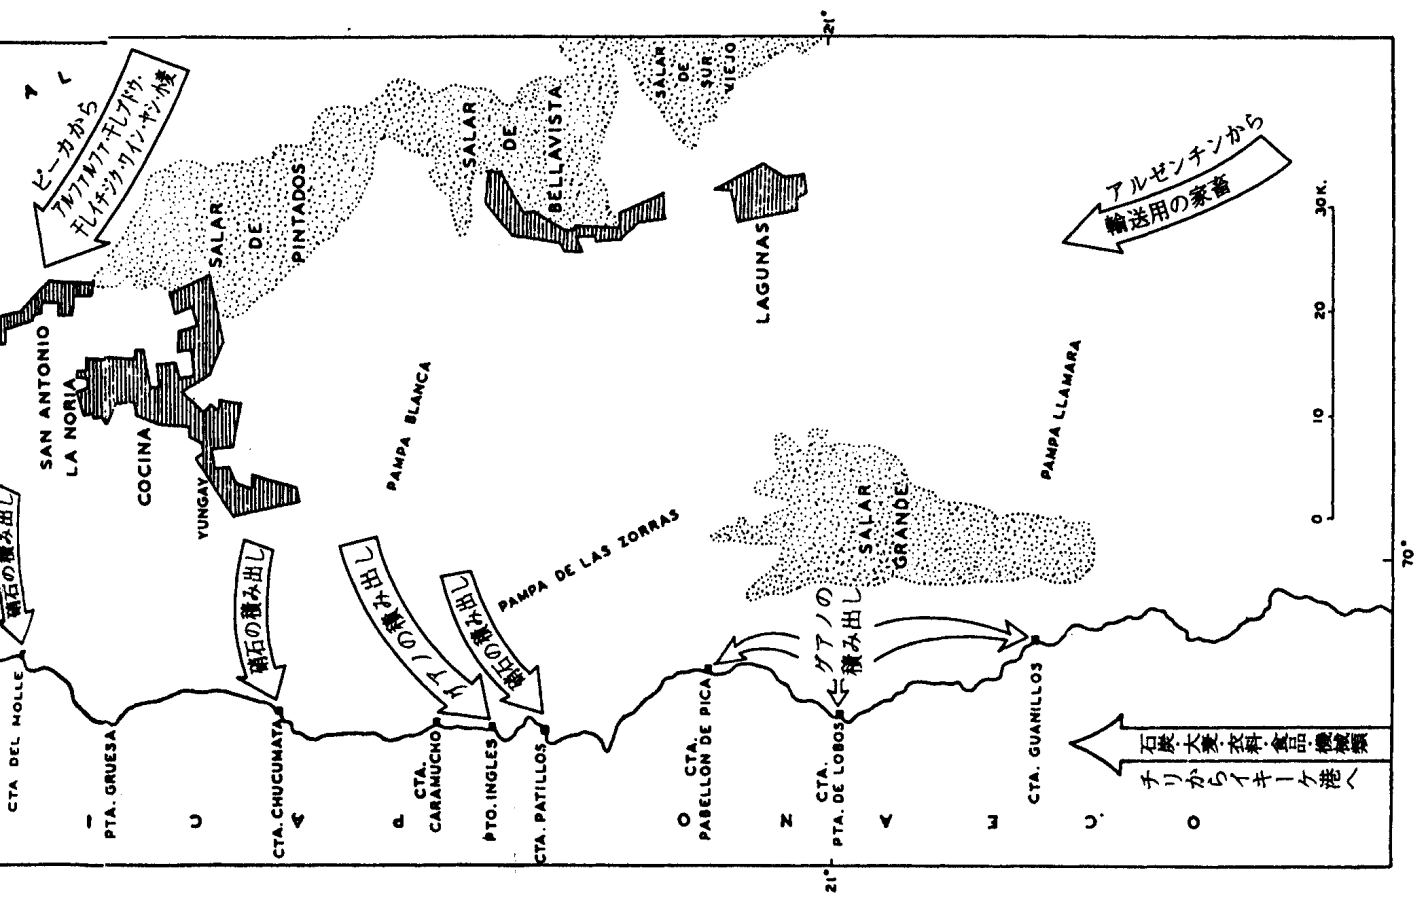 ピーカから
アルファルファ・干しブドウ・
干しイチジク・ワイン・ヤシ・小麦
SALAR
DE
PINTADOS
SALAR
DE
BELLAVISTA
SALAR
DE
SUR
VIEJO
21°
LAGUNAS
アルゼンチンから
輸送用の家畜
SAN ANTONIO
LA NORIA
COCINA
YUNGAY
PAMPA BLANCA
PAMPA DE LAS ZORRAS
PAMPA LLAMARA
SALAR
GRANDE
0 10 20 30K.
70°
硝石の積み出し
硝石の積み出し
グアノの積み出し
硝石の積み出し
グアノの
積み出し
CTA DEL MOLLE
PTA. GRUESA
CTA. CHUCUMATA
CTA.
CARAMUCHO
PTO. INGLES
CTA. PATILLOS
CTA.
PABELLON DE PICA
CTA.
PTA. DE LOBOS
CTA. GUANILLOS
石炭・大麦・衣料・食品・機械類
チリからイキーケ港へ
21°